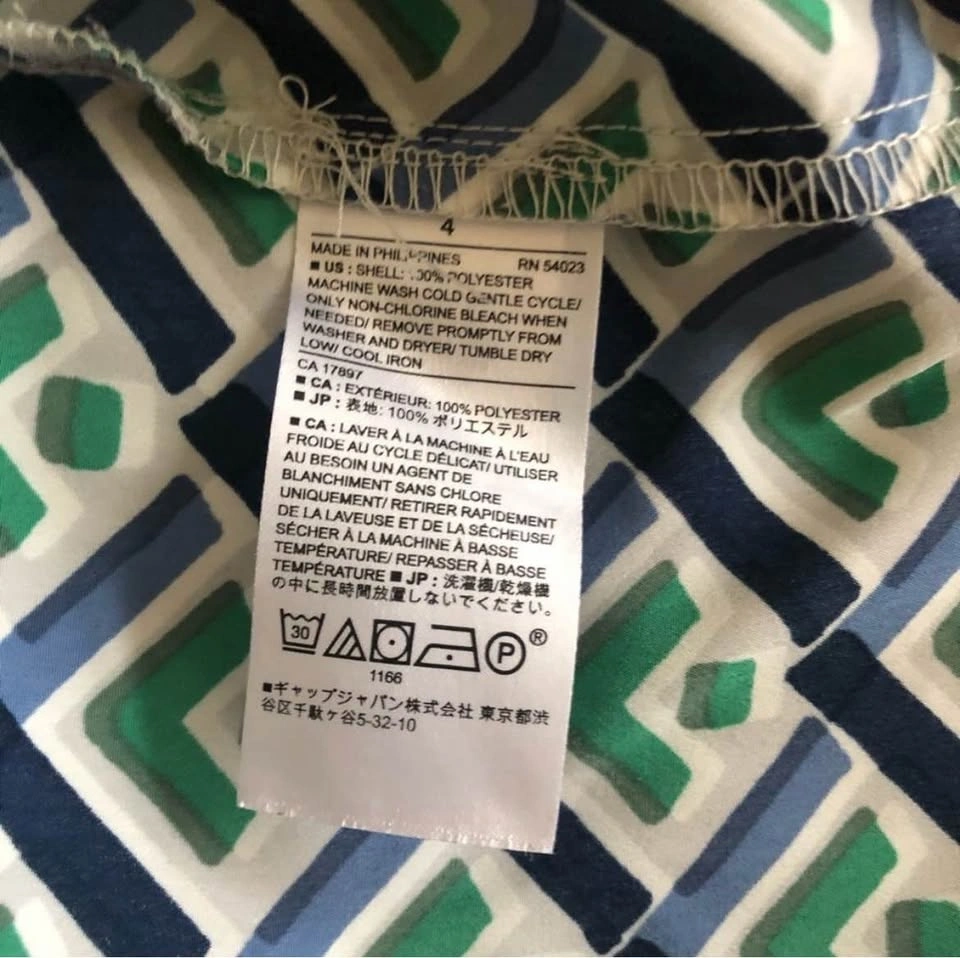 4
MADE IN PHILIPPINES RN 54023
■ US : SHELL: 100% POLYESTER
MACHINE WASH COLD GENTLE CYCLE/
ONLY NON-CHLORINE BLEACH WHEN
NEEDED/ REMOVE PROMPTLY FROM
WASHER AND DRYER/ TUMBLE DRY
LOW/ COOL IRON
CA 17897
■ CA : EXTÉRIEUR: 100% POLYESTER
■ JP : 表地: 100% ポリエステル
■ CA : LAVER À LA MACHINE À L'EAU
FROIDE AU CYCLE DÉLICAT/ UTILISER
AU BESOIN UN AGENT DE
BLANCHIMENT SANS CHLORE
UNIQUEMENT/ RETIRER RAPIDEMENT
DE LA LAVEUSE ET DE LA SÉCHEUSE/
SÉCHER À LA MACHINE À BASSE
TEMPÉRATURE/ REPASSER À BASSE
TEMPÉRATURE ■ JP : 洗濯機/乾燥機
の中に長時間放置しないでください。
30 P ®
1166
■ギャップジャパン株式会社 東京都渋
谷区千駄ヶ谷5-32-10